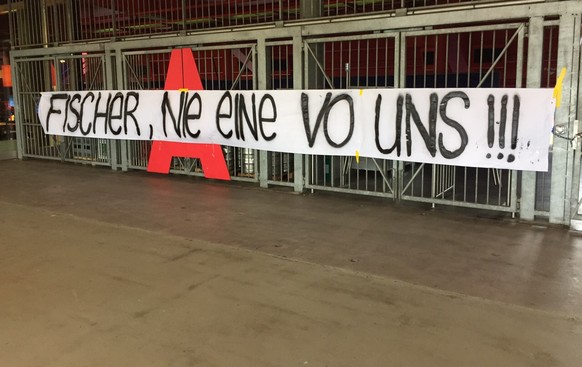 FISCHER, NIE EINE VO UNS!!!
A